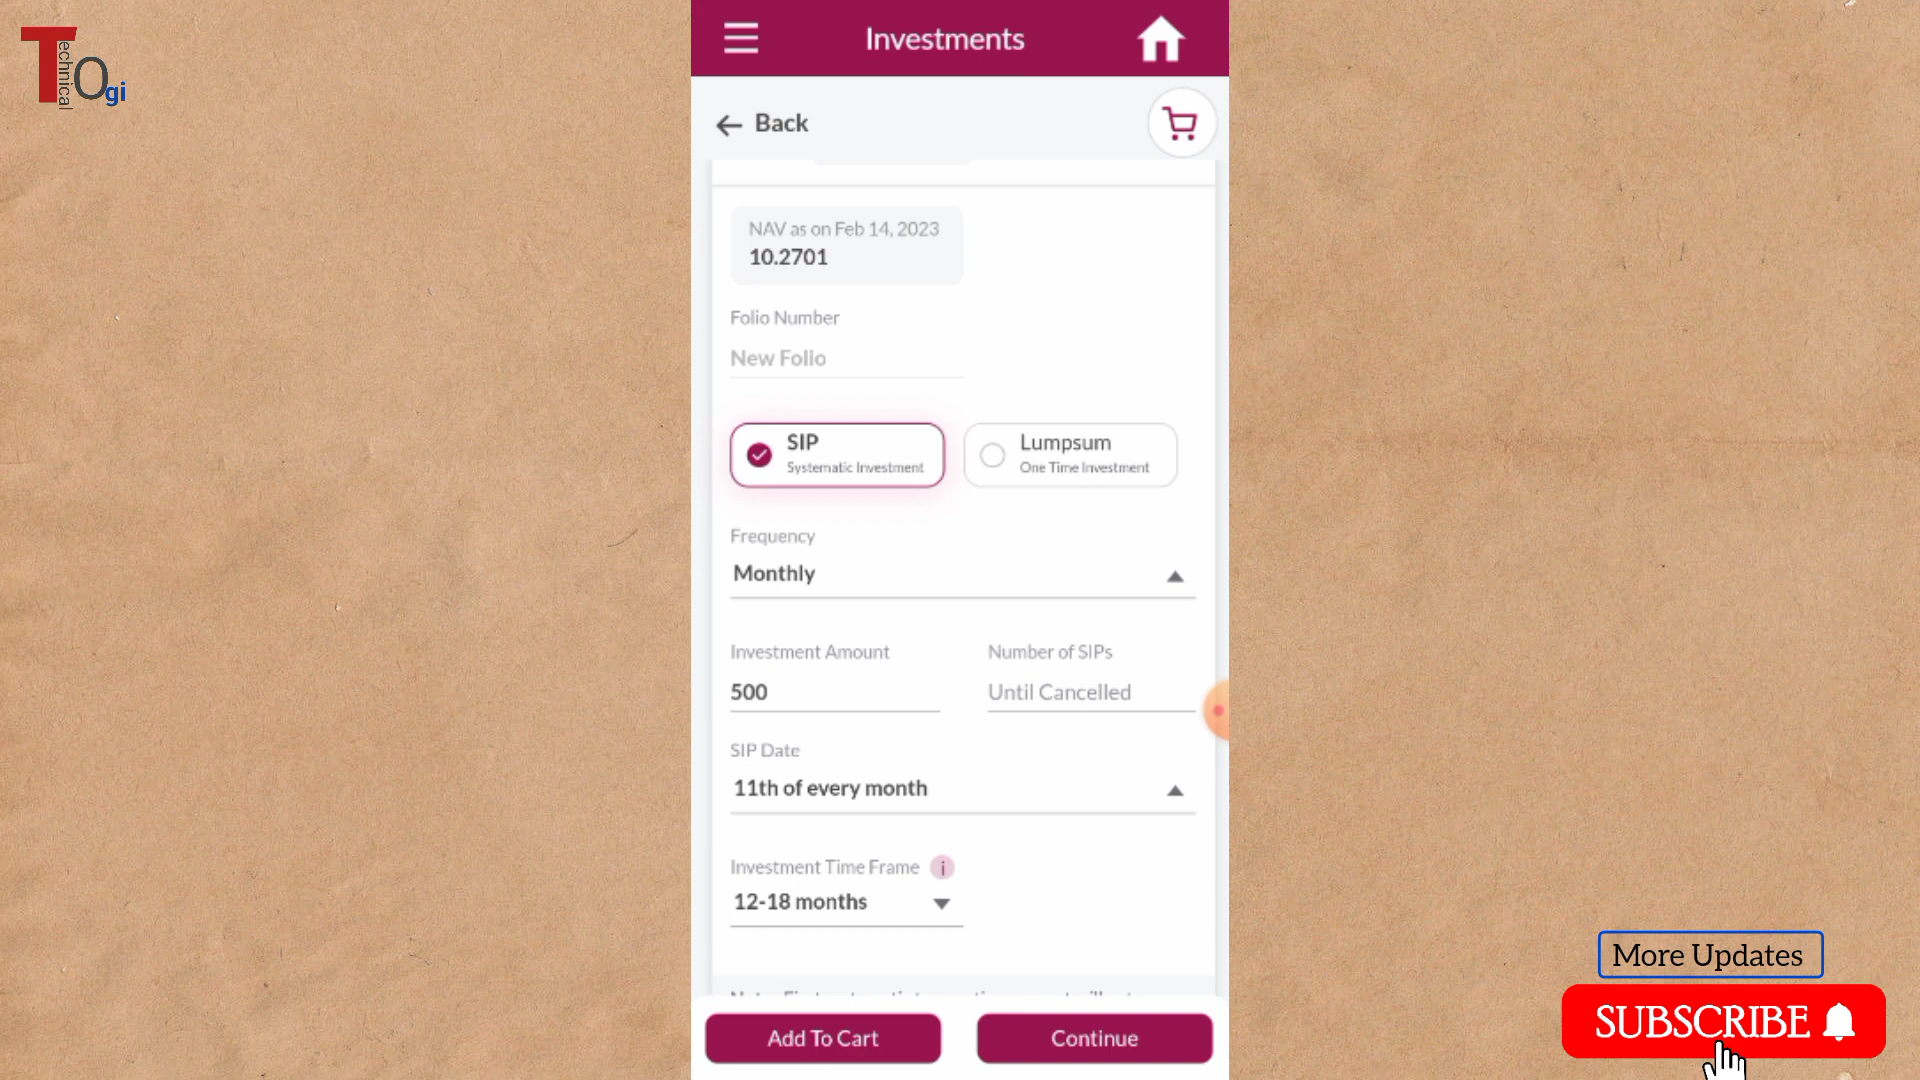 Technical Ogi
Investments
Back
NAV as on Feb 14, 2023
10.2701
Folio Number
New Folio
SIP
Systematic Investment
Lumpsum
One Time Investment
Frequency
Monthly
Investment Amount
Number of SIPs
500
Until Cancelled
SIP Date
11th of every month
Investment Time Frame i
12-18 months
Add To Cart
Continue
More Updates
SUBSCRIBE